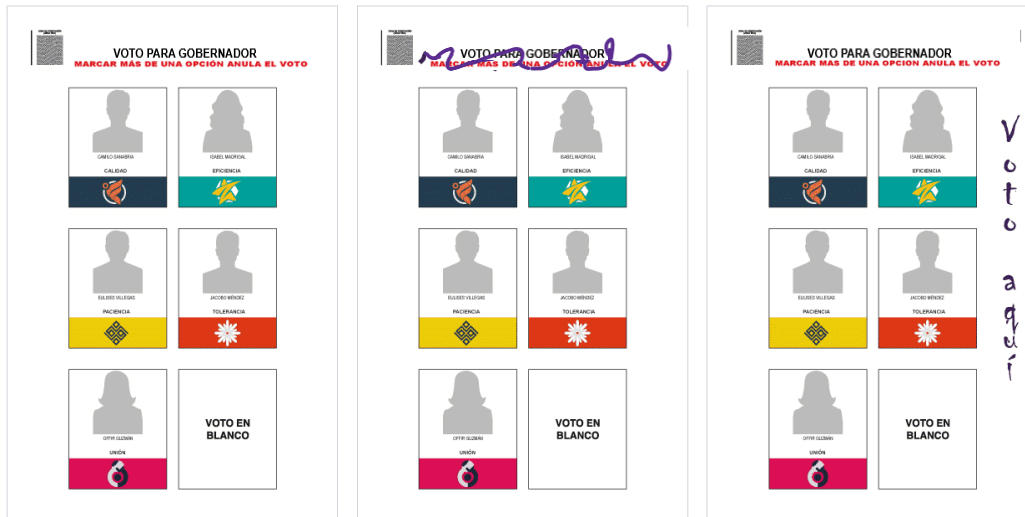 VOTO PARA GOBERNADOR
MARCAR MÁS DE UNA OPCIÓN ANULA EL VOTO
CAMILO SANABRIA
ISABEL MADRIGAL
CALIDAD
EFICIENCIA
EULISES VILLEGAS
JACOBO MÉNDEZ
PACIENCIA
TOLERANCIA
OFFIR GUZMÁN
UNIÓN
VOTO EN
BLANCO
VOTO PARA GOBERNADOR
MARCAR MÁS DE UNA OPCIÓN ANULA EL VOTO
CAMILO SANABRIA
ISABEL MADRIGAL
CALIDAD
EFICIENCIA
EULISES VILLEGAS
JACOBO MÉNDEZ
PACIENCIA
TOLERANCIA
OFFIR GUZMÁN
UNIÓN
VOTO EN
BLANCO
VOTO PARA GOBERNADOR
MARCAR MÁS DE UNA OPCIÓN ANULA EL VOTO
CAMILO SANABRIA
ISABEL MADRIGAL
CALIDAD
EFICIENCIA
EULISES VILLEGAS
JACOBO MÉNDEZ
PACIENCIA
TOLERANCIA
OFFIR GUZMÁN
UNIÓN
VOTO EN
BLANCO
Voto aquí